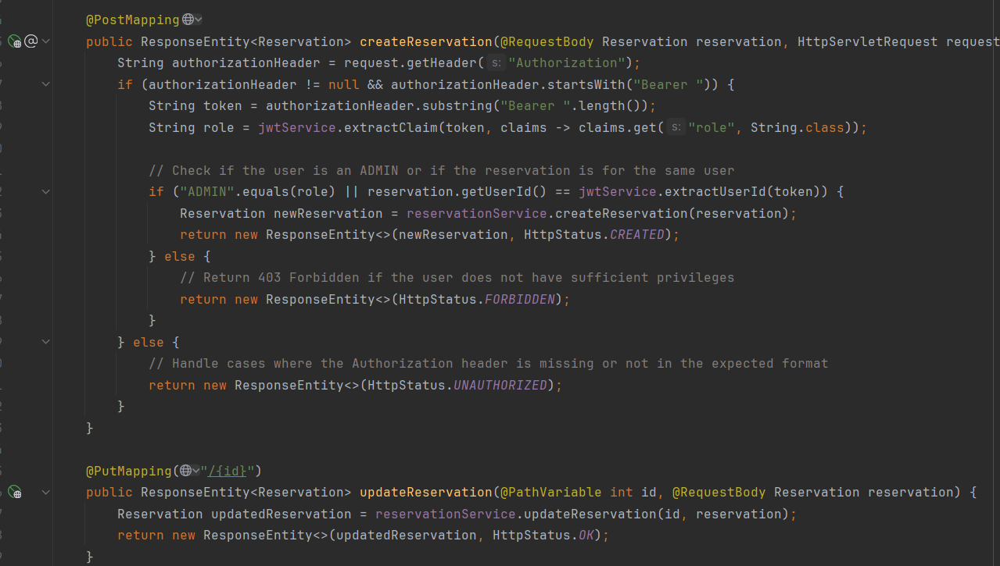 @PostMapping
public ResponseEntity<Reservation> createReservation(@RequestBody Reservation reservation, HttpServletRequest request
String authorizationHeader = request.getHeader( s: "Authorization");
if (authorizationHeader != null && authorizationHeader.startsWith("Bearer ")) {
String token = authorizationHeader.substring("Bearer ".length());
String role = jwtService.extractClaim(token, claims -> claims.get( s: "role", String.class));
// Check if the user is an ADMIN or if the reservation is for the same user
if ("ADMIN".equals(role) || reservation.getUserId() == jwtService.extractUserId(token)) {
Reservation newReservation = reservationService.createReservation(reservation);
return new ResponseEntity<>(newReservation, HttpStatus.CREATED);
} else {
// Return 403 Forbidden if the user does not have sufficient privileges
return new ResponseEntity<>(HttpStatus.FORBIDDEN);
}
} else {
// Handle cases where the Authorization header is missing or not in the expected format
return new ResponseEntity<>(HttpStatus.UNAUTHORIZED);
}
}
@PutMapping("/{id}")
public ResponseEntity<Reservation> updateReservation(@PathVariable int id, @RequestBody Reservation reservation) {
Reservation updatedReservation = reservationService.updateReservation(id, reservation);
return new ResponseEntity<>(updatedReservation, HttpStatus.OK);
}